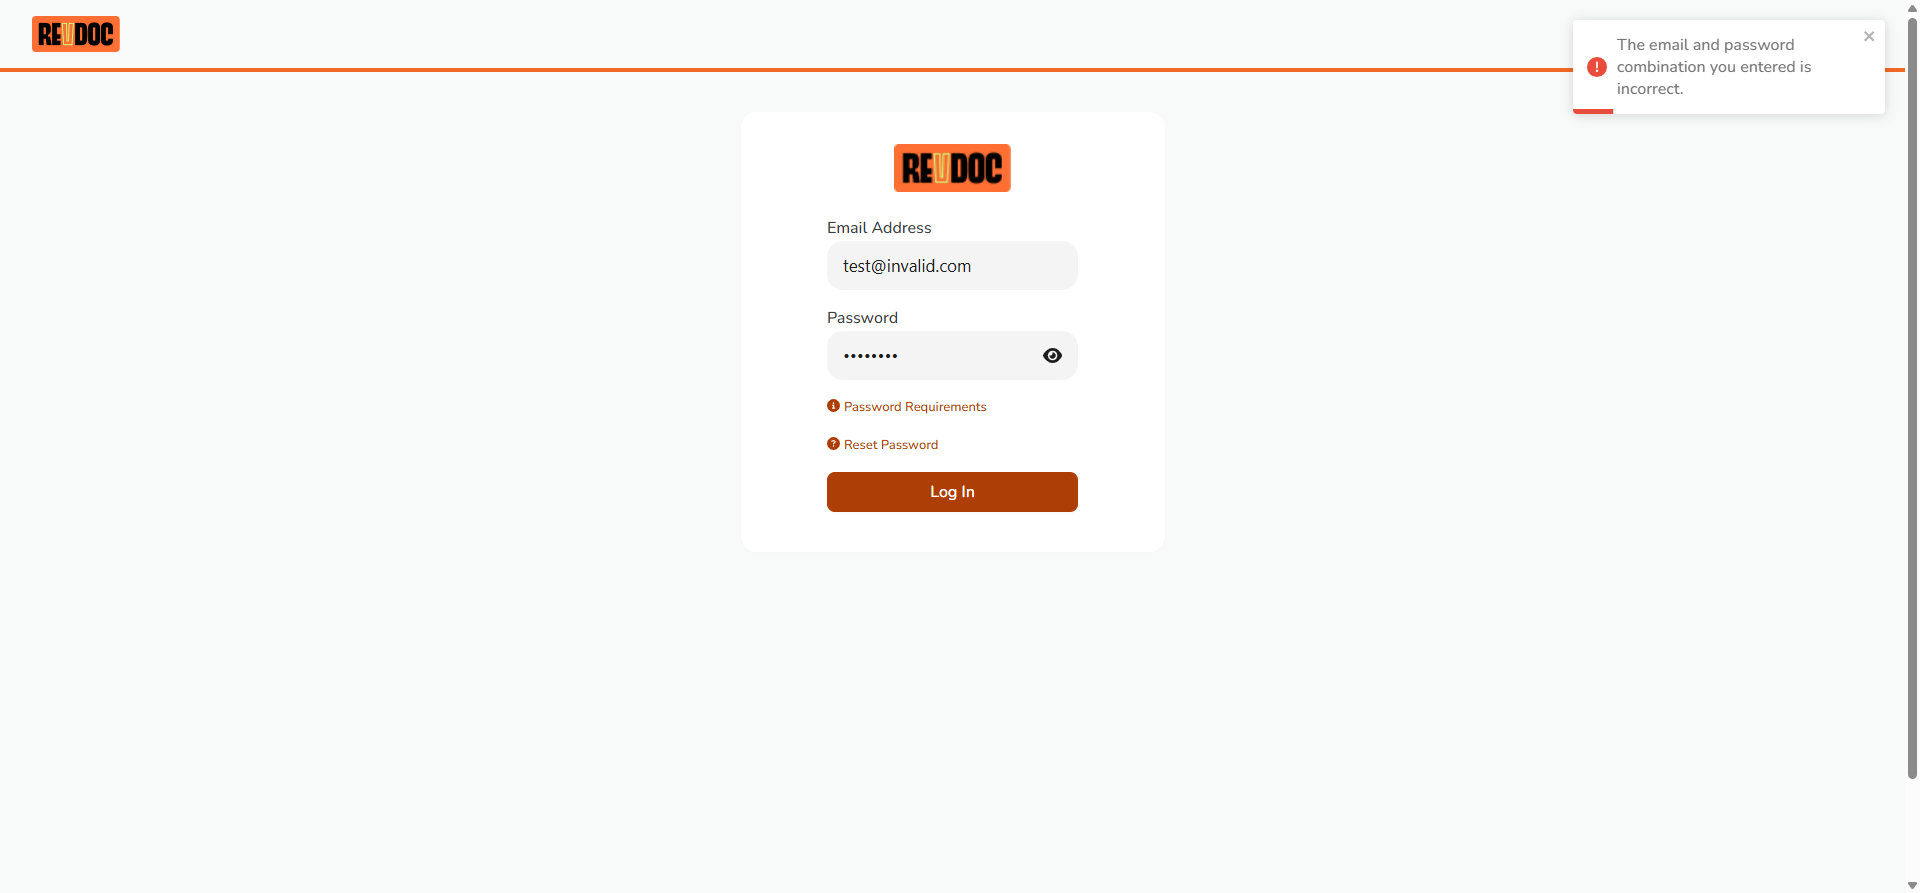 REVDOC
The email and password
combination you entered is
incorrect.
REVDOC
Email Address
test@invalid.com
Password
••••••••
Password Requirements
Reset Password
Log In